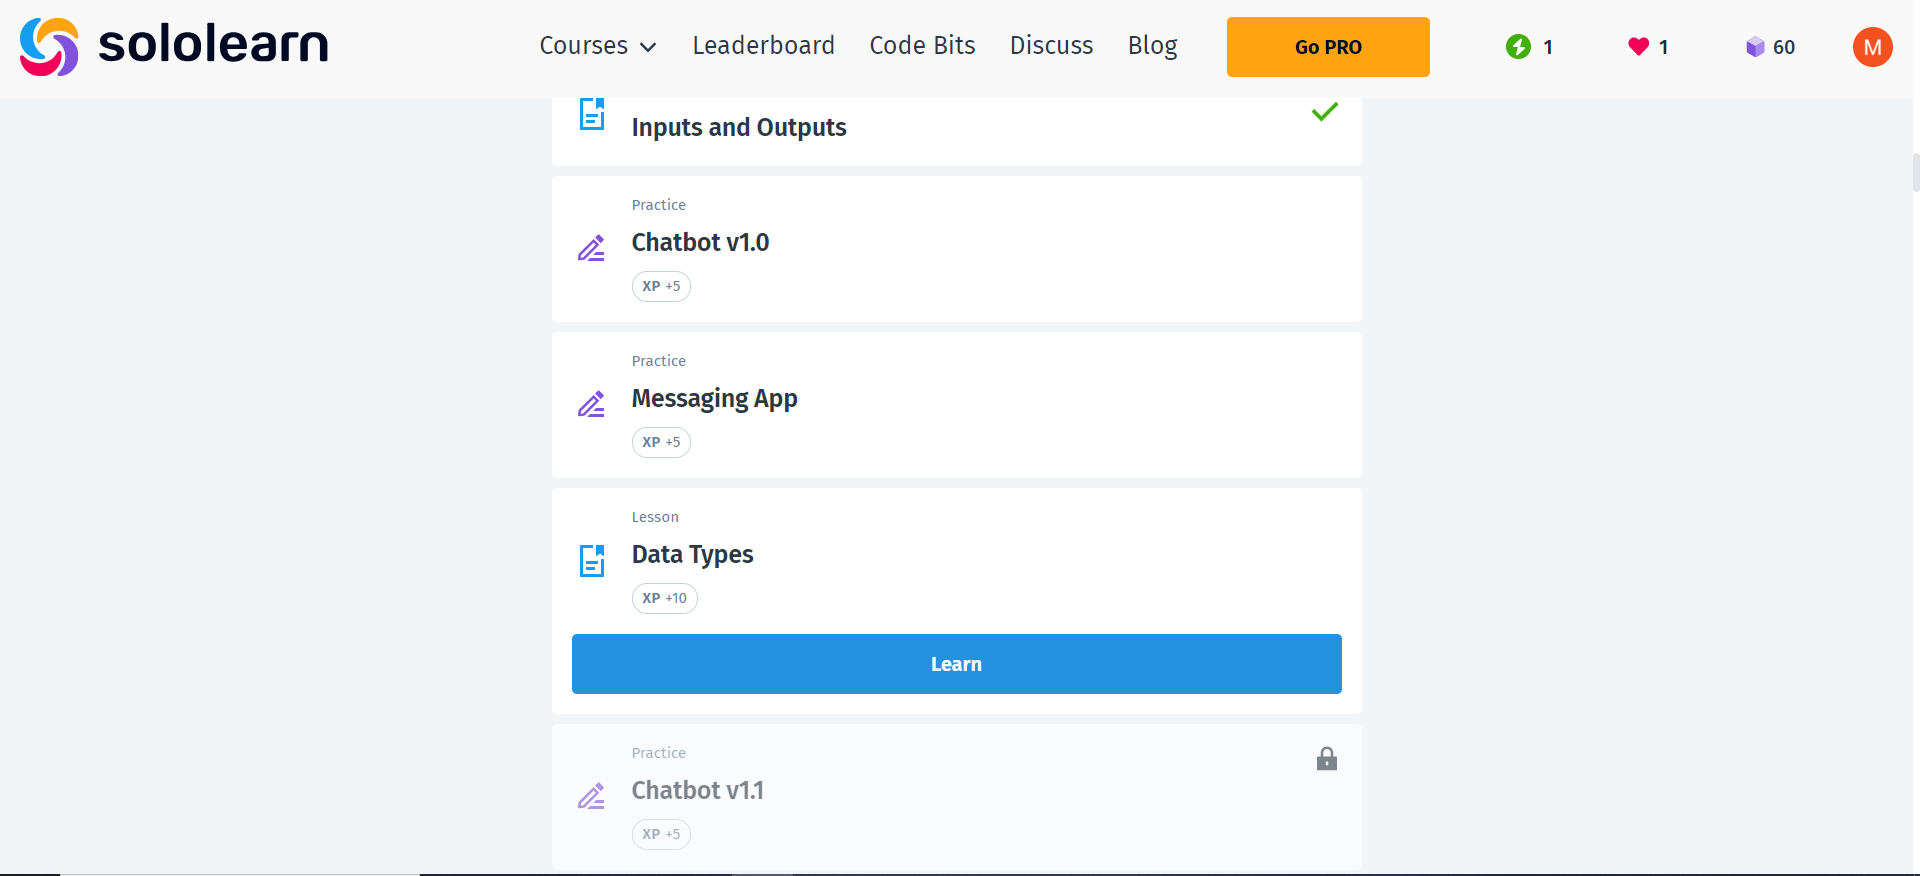 sololearn
Courses Leaderboard Code Bits Discuss Blog Go PRO 1 1 60 M
Inputs and Outputs
Practice
Chatbot v1.0
XP +5
Practice
Messaging App
XP +5
Lesson
Data Types
XP +10
Learn
Practice
Chatbot v1.1
XP +5